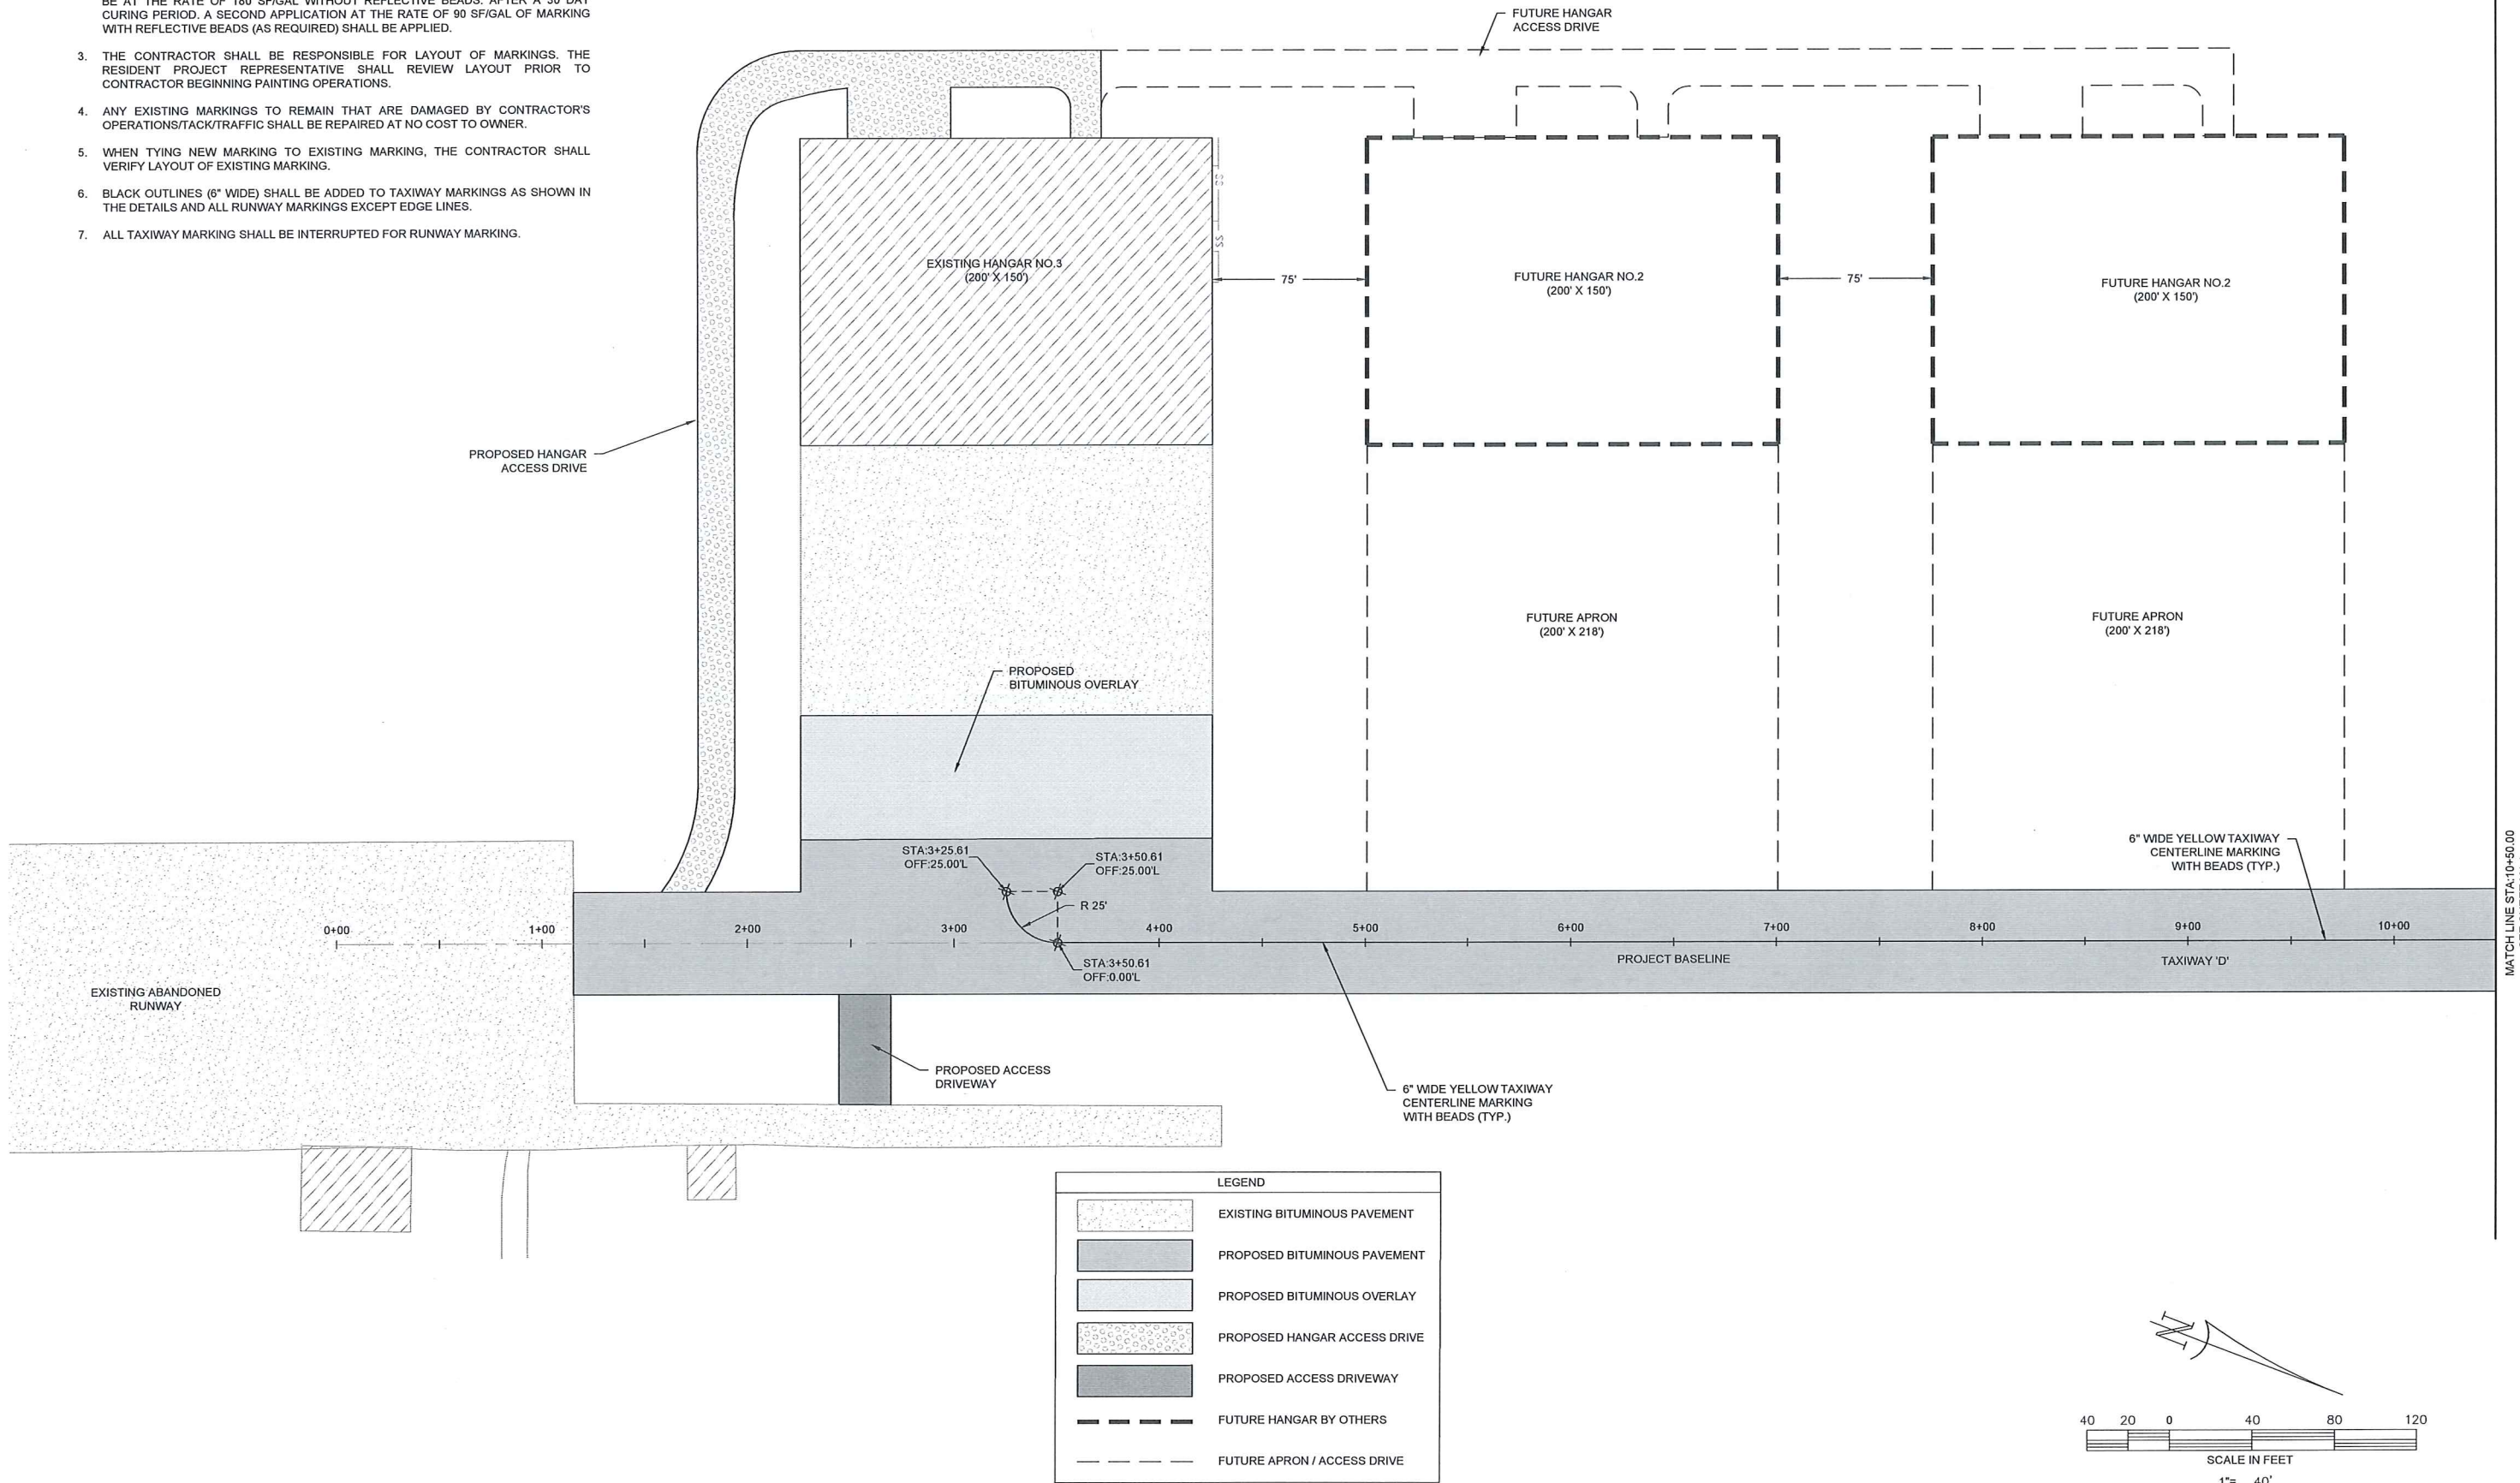 BE AT THE RATE OF 180 SF/GAL WITHOUT REFLECTIVE BEADS. AFTER A 30 DAY
CURING PERIOD. A SECOND APPLICATION AT THE RATE OF 90 SF/GAL OF MARKING
WITH REFLECTIVE BEADS (AS REQUIRED) SHALL BE APPLIED.
3. THE CONTRACTOR SHALL BE RESPONSIBLE FOR LAYOUT OF MARKINGS. THE
RESIDENT PROJECT REPRESENTATIVE SHALL REVIEW LAYOUT PRIOR TO
CONTRACTOR BEGINNING PAINTING OPERATIONS.
4. ANY EXISTING MARKINGS TO REMAIN THAT ARE DAMAGED BY CONTRACTOR'S
OPERATIONS/TACK/TRAFFIC SHALL BE REPAIRED AT NO COST TO OWNER.
5. WHEN TYING NEW MARKING TO EXISTING MARKING, THE CONTRACTOR SHALL
VERIFY LAYOUT OF EXISTING MARKING.
6. BLACK OUTLINES (6" WIDE) SHALL BE ADDED TO TAXIWAY MARKINGS AS SHOWN IN
THE DETAILS AND ALL RUNWAY MARKINGS EXCEPT EDGE LINES.
7. ALL TAXIWAY MARKING SHALL BE INTERRUPTED FOR RUNWAY MARKING.
FUTURE HANGAR
ACCESS DRIVE
EXISTING HANGAR NO.3
(200' X 150')
75'
FUTURE HANGAR NO.2
(200' X 150')
75'
FUTURE HANGAR NO.2
(200' X 150')
PROPOSED HANGAR
ACCESS DRIVE
FUTURE APRON
(200' X 218')
FUTURE APRON
(200' X 218')
PROPOSED
BITUMINOUS OVERLAY
STA:3+25.61
OFF:25.00'L
STA:3+50.61
OFF:25.00'L
R 25'
6" WIDE YELLOW TAXIWAY
CENTERLINE MARKING
WITH BEADS (TYP.)
MATCH LINE STA:10+50.00
0+00 1+00 2+00 3+00 4+00 5+00 6+00 7+00 8+00 9+00 10+00
STA:3+50.61
OFF:0.00'L
PROJECT BASELINE
TAXIWAY 'D'
EXISTING ABANDONED
RUNWAY
PROPOSED ACCESS
DRIVEWAY
6" WIDE YELLOW TAXIWAY
CENTERLINE MARKING
WITH BEADS (TYP.)
LEGEND
EXISTING BITUMINOUS PAVEMENT
PROPOSED BITUMINOUS PAVEMENT
PROPOSED BITUMINOUS OVERLAY
PROPOSED HANGAR ACCESS DRIVE
PROPOSED ACCESS DRIVEWAY
FUTURE HANGAR BY OTHERS
FUTURE APRON / ACCESS DRIVE
N
40 20 0 40 80 120
SCALE IN FEET
1"= 40'